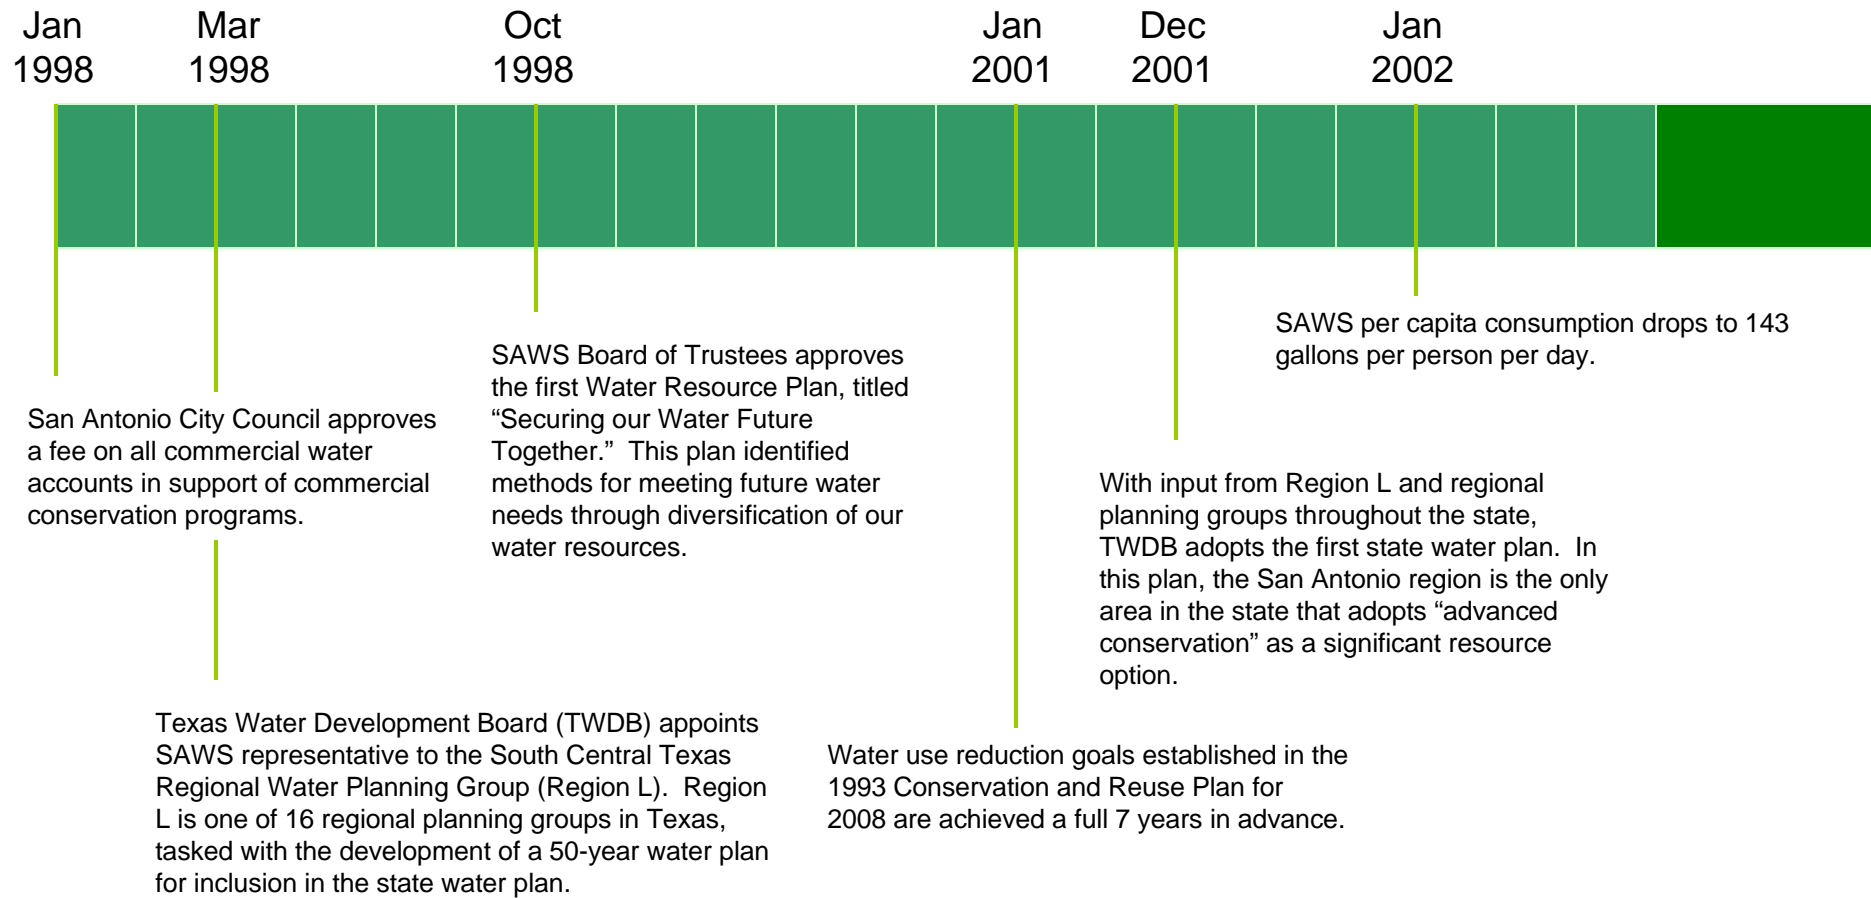 Jan
1998
Mar
1998
Oct
1998
Jan
2001
Dec
2001
Jan
2002
San Antonio City Council approves
a fee on all commercial water
accounts in support of commercial
conservation programs.
Texas Water Development Board (TWDB) appoints
SAWS representative to the South Central Texas
Regional Water Planning Group (Region L).  Region
L is one of 16 regional planning groups in Texas,
tasked with the development of a 50-year water plan
for inclusion in the state water plan.
SAWS Board of Trustees approves
the first Water Resource Plan, titled
“Securing our Water Future
Together.”  This plan identified
methods for meeting future water
needs through diversification of our
water resources.
Water use reduction goals established in the
1993 Conservation and Reuse Plan for
2008 are achieved a full 7 years in advance.
With input from Region L and regional
planning groups throughout the state,
TWDB adopts the first state water plan.  In
this plan, the San Antonio region is the only
area in the state that adopts “advanced
conservation” as a significant resource
option.
SAWS per capita consumption drops to 143
gallons per person per day.